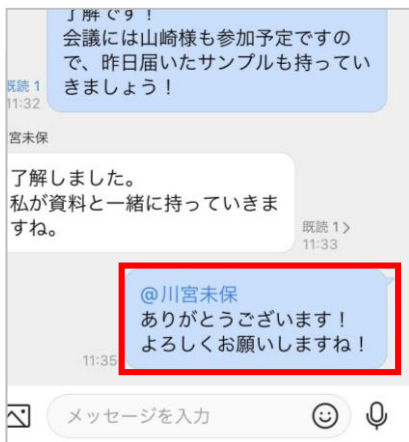 了解です!
会議には山崎様も参加予定ですの
で、昨日届いたサンプルも持ってい
きましょう!
既読 1
11:32
宮未保
了解しました。
私が資料と一緒に持っていきま
すね。
既読 1 >
11:33
@川宮未保
ありがとうございます!
よろしくお願いしますね!
11:35
メッセージを入力